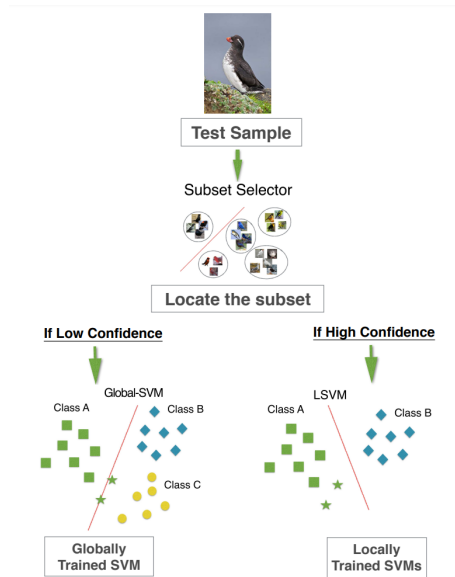 Test Sample
Subset Selector
Locate the subset
If Low Confidence
If High Confidence
Global-SVM
Class A
Class B
Class C
Globally
Trained SVM
LSVM
Class A
Class B
Locally
Trained SVMs